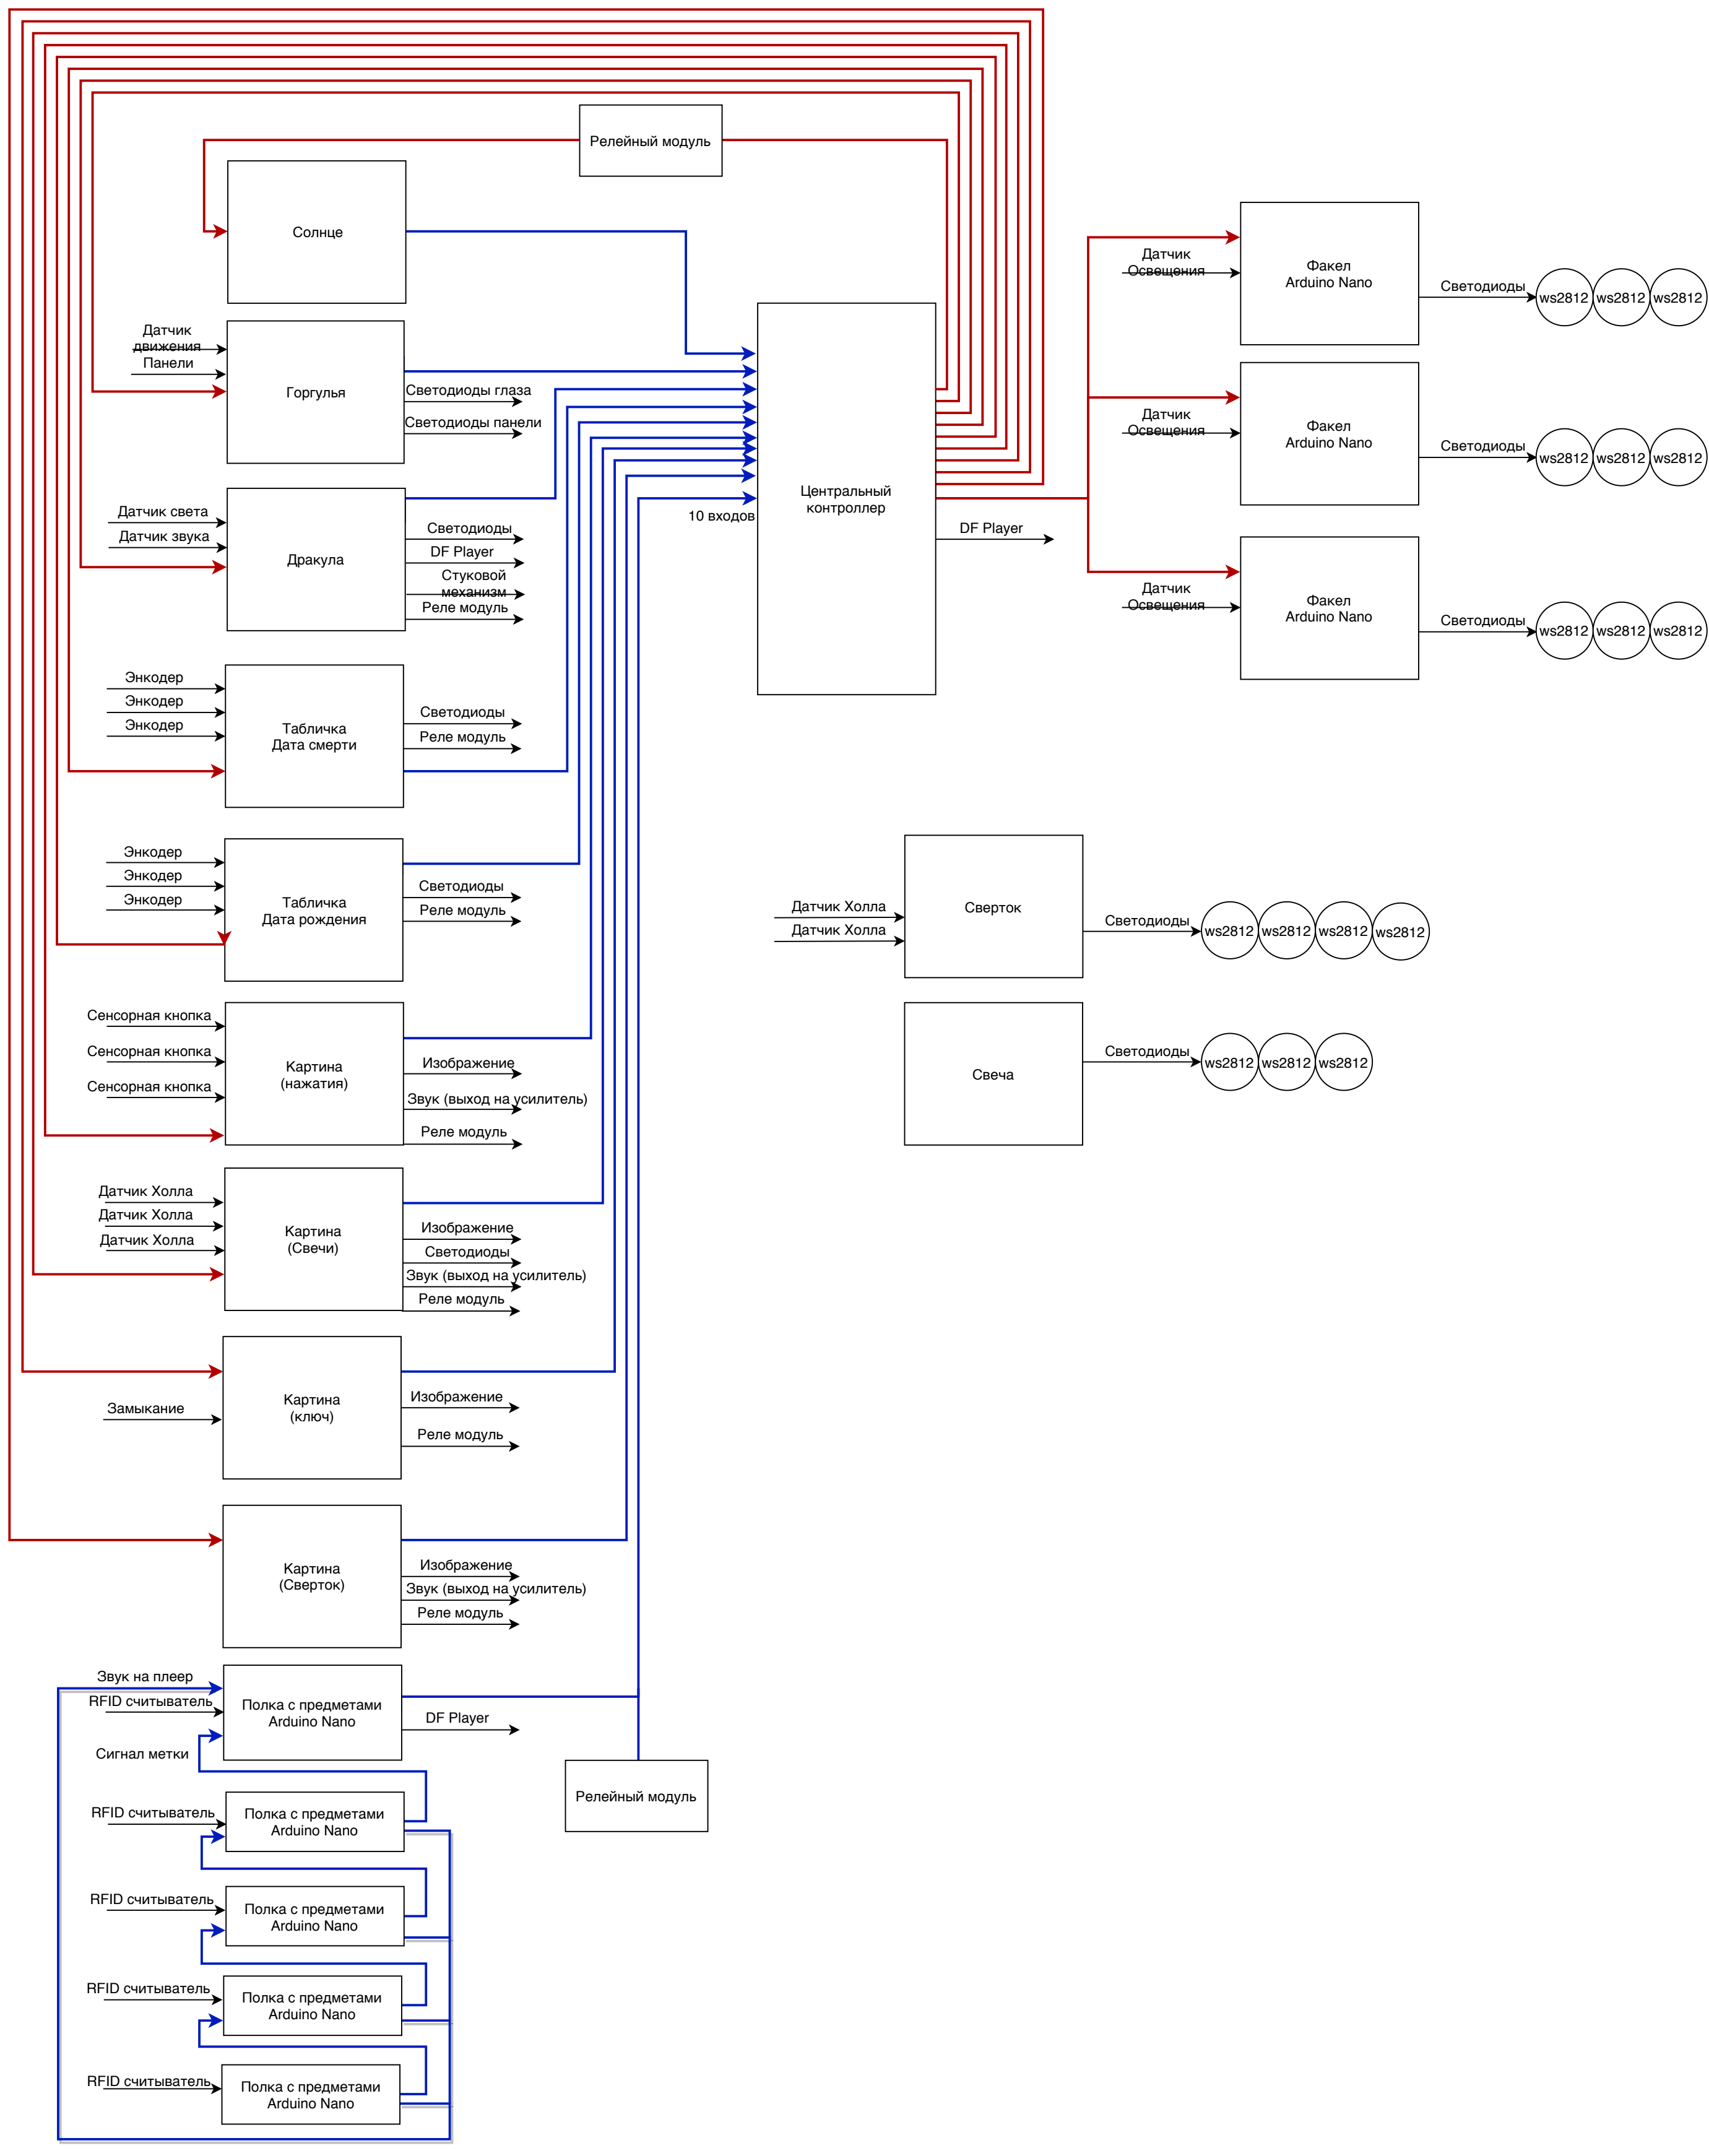 Релейный модуль
Солнце
Датчик
движения
Панели
Горгулья
Светодиоды глаза
Светодиоды панели
Датчик света
Датчик звука
Дракула
Светодиоды
DF Player
Стуковой
механизм
Реле модуль
10 входов
Центральный
контроллер
DF Player
Датчик
Освещения
Факел
Arduino Nano
Светодиоды
ws2812
ws2812
ws2812
Датчик
Освещения
Факел
Arduino Nano
Светодиоды
ws2812
ws2812
ws2812
Датчик
Освещения
Факел
Arduino Nano
Светодиоды
ws2812
ws2812
ws2812
Энкодер
Энкодер
Энкодер
Табличка
Дата смерти
Светодиоды
Реле модуль
Энкодер
Энкодер
Энкодер
Табличка
Дата рождения
Светодиоды
Реле модуль
Датчик Холла
Датчик Холла
Сверток
Светодиоды
ws2812
ws2812
ws2812
ws2812
Сенсорная кнопка
Сенсорная кнопка
Сенсорная кнопка
Картина
(нажатия)
Изображение
Звук (выход на усилитель)
Реле модуль
Свеча
Светодиоды
ws2812
ws2812
ws2812
Датчик Холла
Датчик Холла
Датчик Холла
Картина
(Свечи)
Изображение
Светодиоды
Звук (выход на усилитель)
Реле модуль
Замыкание
Картина
(ключ)
Изображение
Реле модуль
Картина
(Сверток)
Изображение
Звук (выход на усилитель)
Реле модуль
Звук на плеер
RFID считыватель
Сигнал метки
Полка с предметами
Arduino Nano
DF Player
Релейный модуль
RFID считыватель
Полка с предметами
Arduino Nano
RFID считыватель
Полка с предметами
Arduino Nano
RFID считыватель
Полка с предметами
Arduino Nano
RFID считыватель
Полка с предметами
Arduino Nano